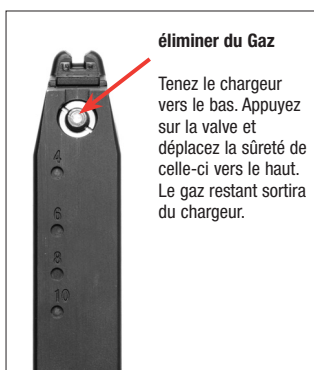 éliminer du Gaz
Tenez le chargeur
vers le bas. Appuyez
sur la valve et
déplacez la sûreté de
celle-ci vers le haut.
Le gaz restant sortira
du chargeur.
4
6
8
10